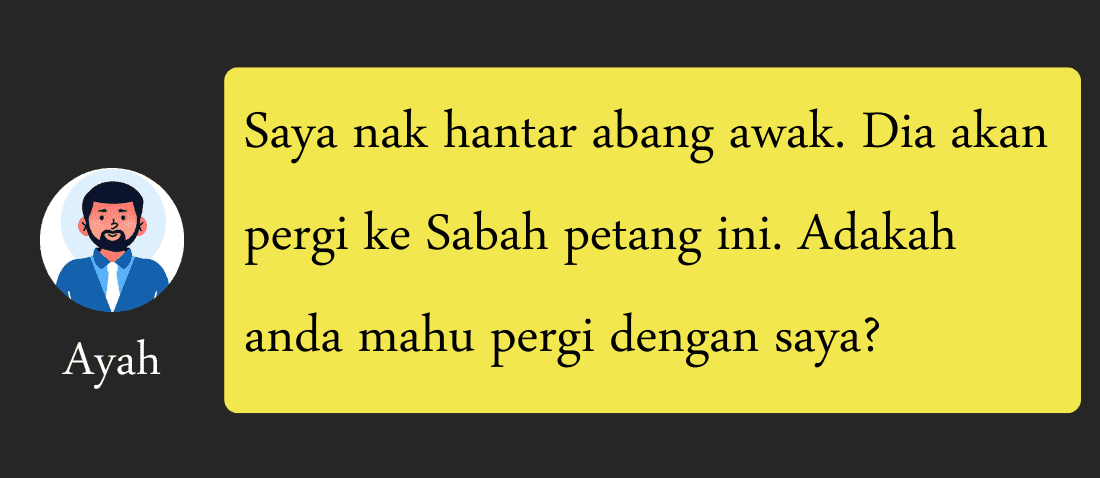 Saya nak hantar abang awak. Dia akan
pergi ke Sabah petang ini. Adakah
anda mahu pergi dengan saya?
Ayah